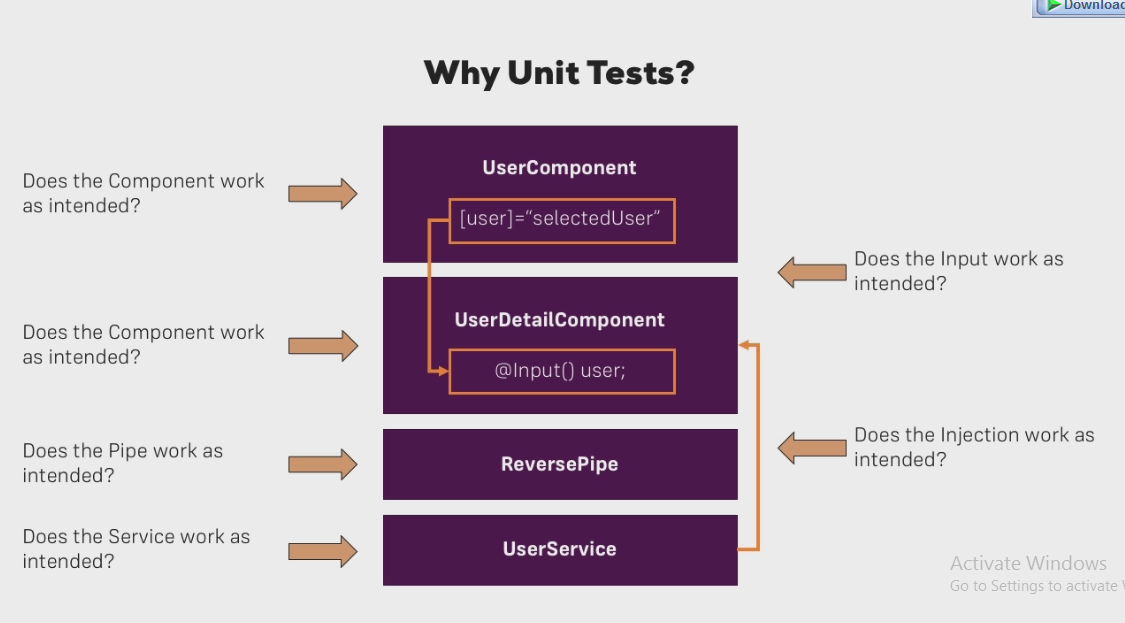 Download
Why Unit Tests?
Does the Component work
as intended?
UserComponent
[user]=“selectedUser”
Does the Input work as
intended?
Does the Component work
as intended?
UserDetailComponent
@Input() user;
Does the Pipe work as
intended?
ReversePipe
Does the Injection work as
intended?
Does the Service work as
intended?
UserService
Activate Windows
Go to Settings to activate